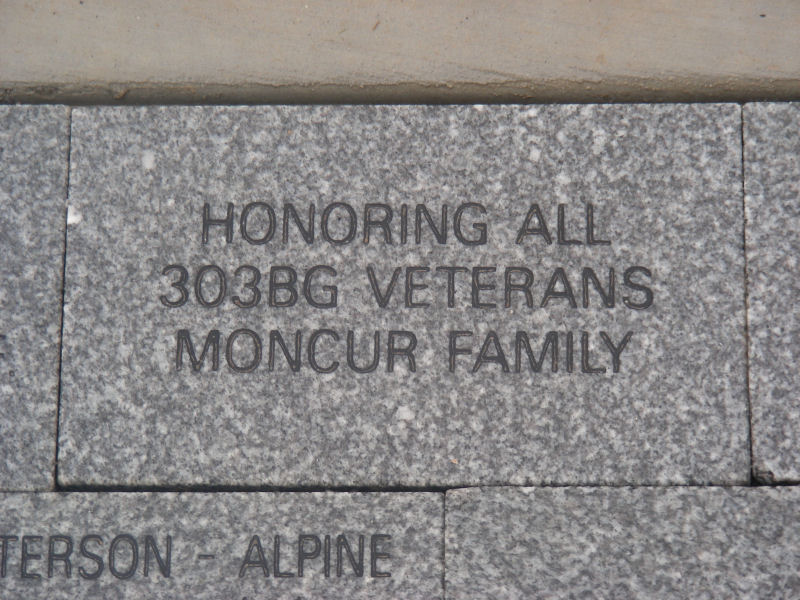 HONORING ALL
303BG VETERANS
MONCUR FAMILY
TERSON - ALPINE